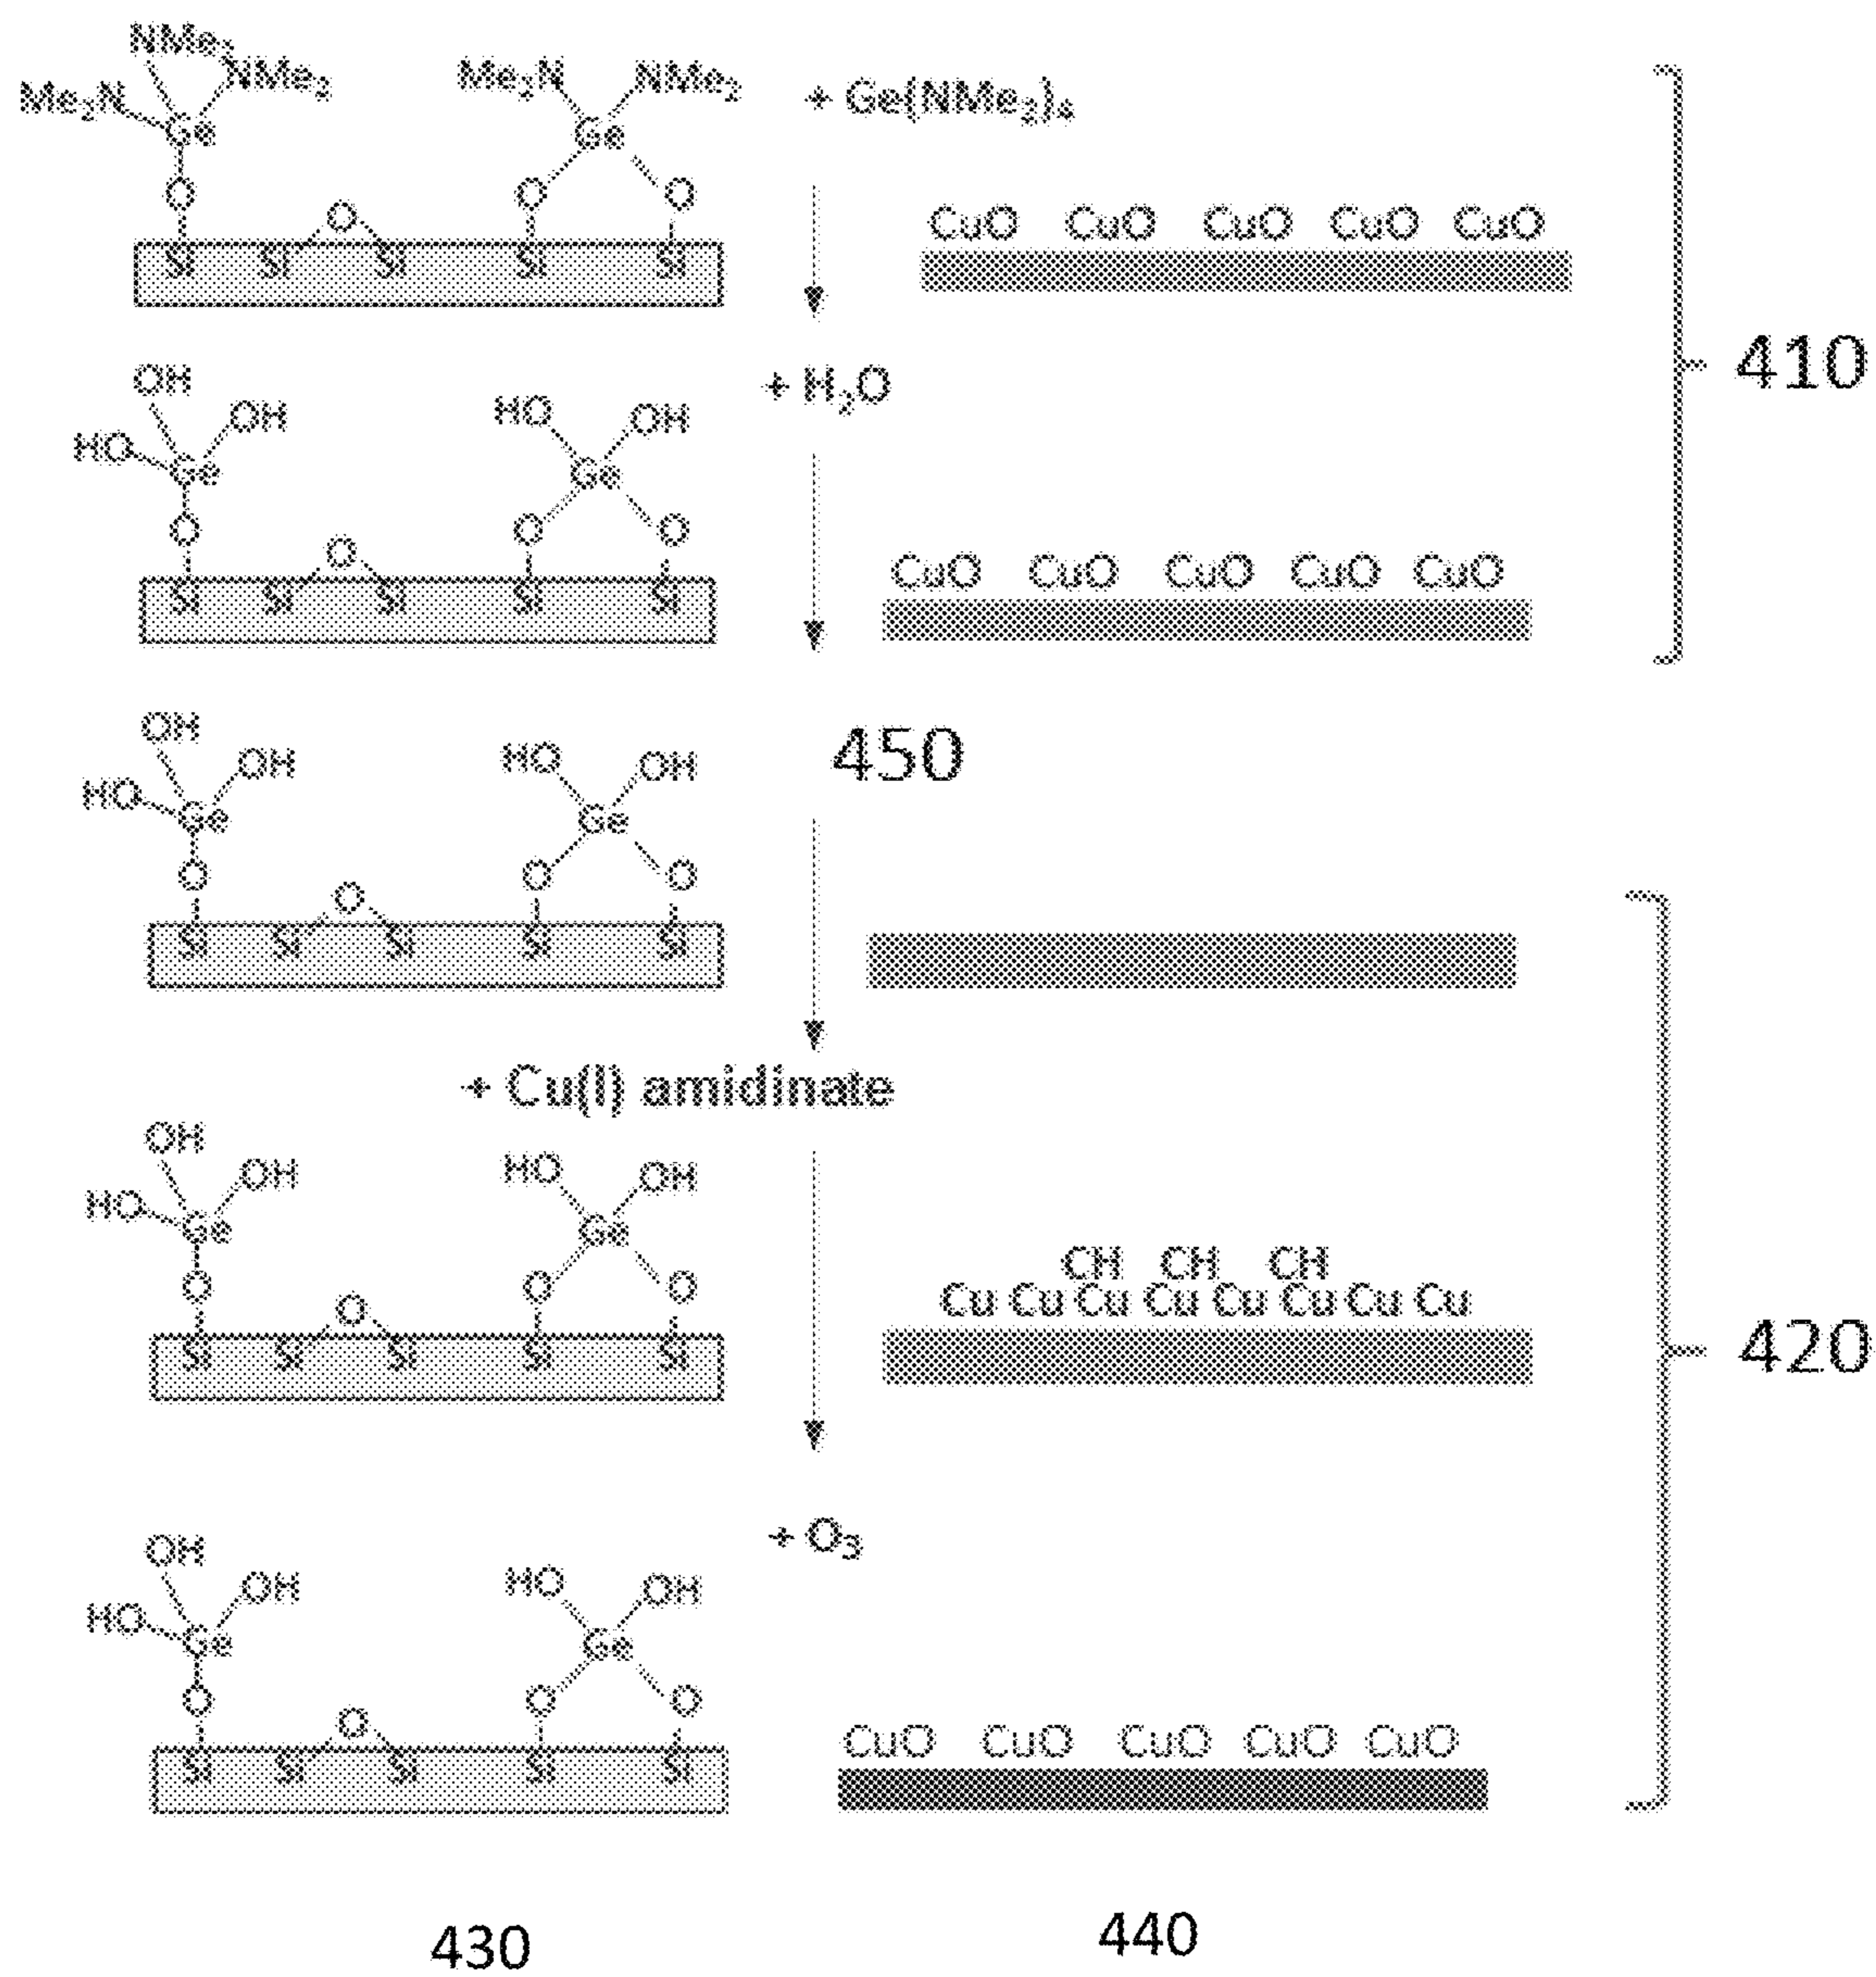 NMe₂
Me₂N NMe₂ Me₂N NMe₂ + Ge(NMe₂)₄
Ge Ge
O O O O
CuO CuO CuO CuO CuO
Si Si Si Si Si
410
OH + H₂O
HO OH HO OH
Ge Ge
O O O O
CuO CuO CuO CuO CuO
Si Si Si Si Si
OH 450
HO OH HO OH
Ge Ge
O O O O
Si Si Si Si Si
+ Cu(I) amidinate
OH
HO OH HO OH
Ge Ge
CH CH CH
O O O O
Cu Cu Cu Cu Cu Cu Cu Cu
Si Si Si Si Si
420
+ O₃
OH
HO OH HO OH
Ge Ge
O O O O
CuO CuO CuO CuO CuO
Si Si Si Si Si
430 440